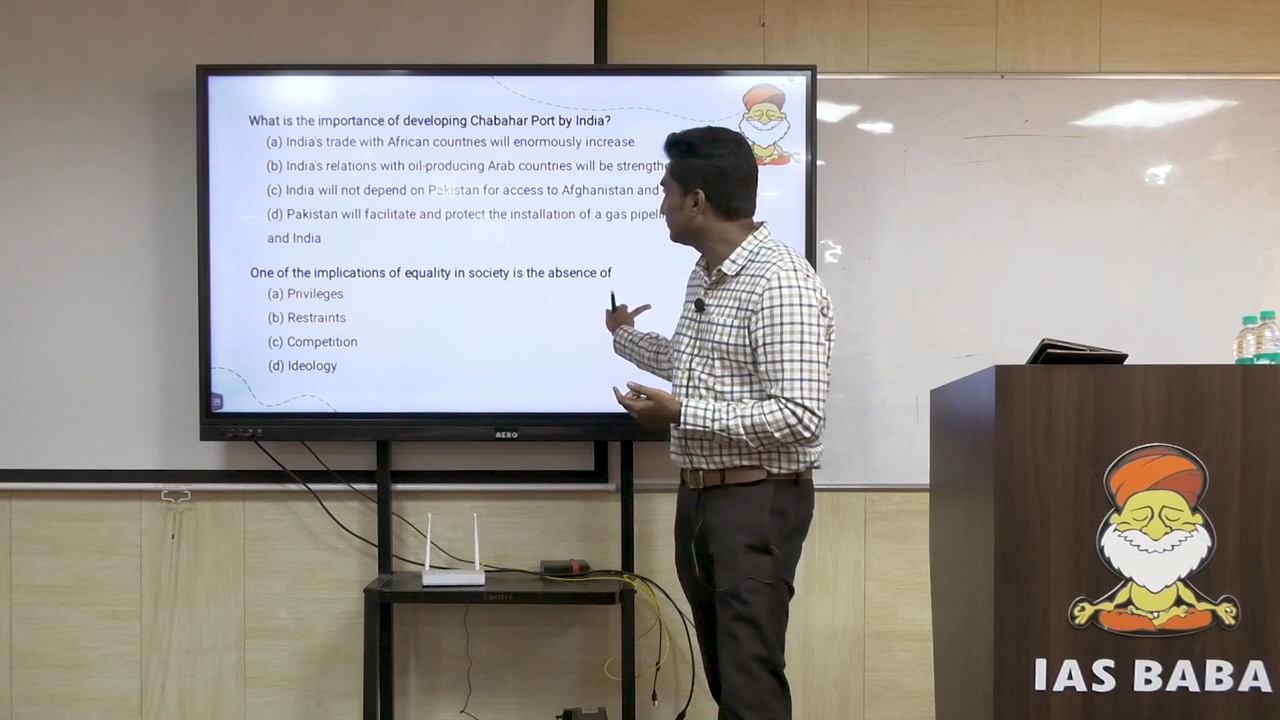 What is the importance of developing Chabahar Port by India?
(a) India's trade with African countries will enormously increase.
(b) India's relations with oil-producing Arab countries will be
(c) India will not depend on Pakistan for access to Afghanistan and
(d) Pakistan will facilitate and protect the installation of a gas
and India.
One of the implications of equality in society is the absence of
(a) Privileges
(b) Restraints
(c) Competition
(d) Ideology
AERO
IAS BABA